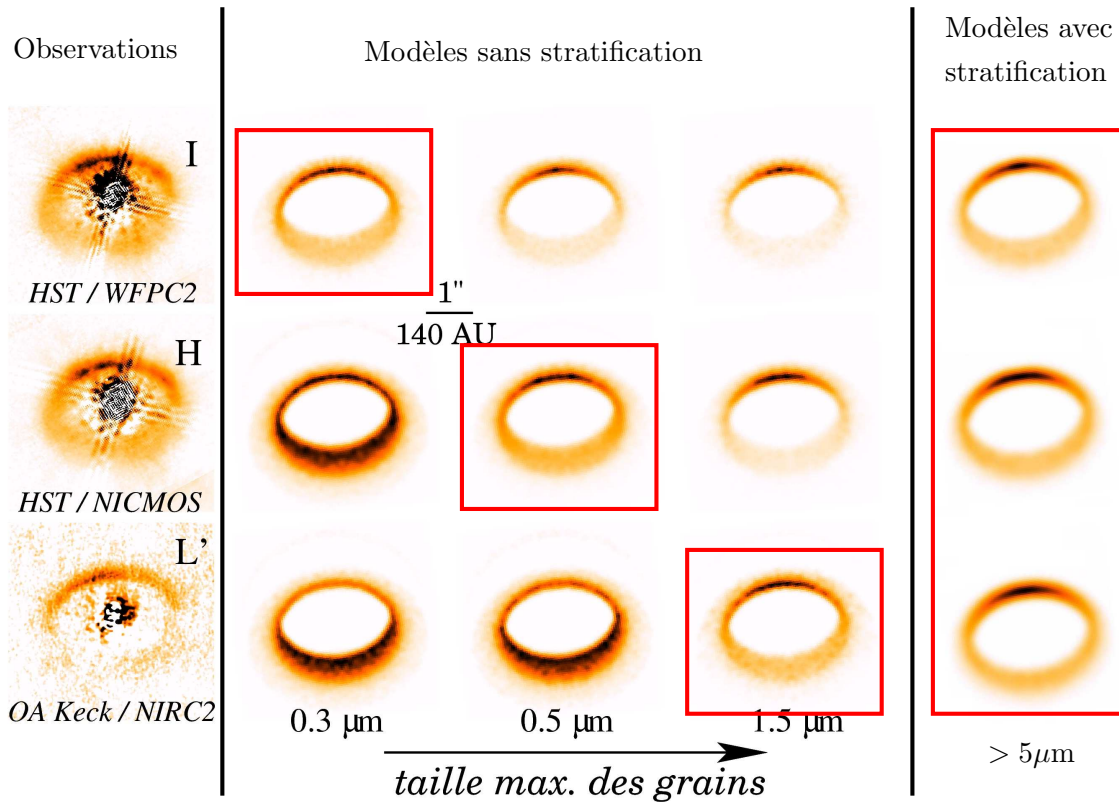 Observations
Modèles sans stratification
Modèles avec
stratification
I
HST / WFPC2
1"
140 AU
H
HST / NICMOS
L'
OA Keck / NIRC2
0.3 μm
0.5 μm
1.5 μm
> 5μm
taille max. des grains